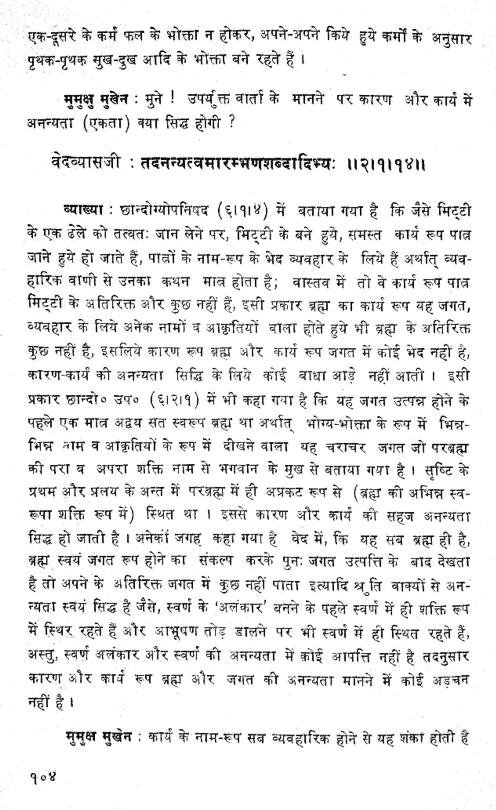 एक-दूसरे के कर्म फल के भोक्ता न होकर, अपने-अपने किये हुये कर्मों के अनुसार
पृथक-पृथक सुख-दुख आदि के भोक्ता बने रहते हैं ।
मुमुक्षु मुखेन : मुने ! उपर्युक्त वार्ता के मानने पर कारण और कार्य में
अनन्यता (एकता) क्या सिद्ध होगी ?
वेदव्यासजी : तदनन्यत्वमारम्भणशब्दादिभ्यः ॥२।१।१४॥
व्याख्या : छान्दोग्योपनिषद (६।१।४) में बताया गया है कि जैसे मिट्टी
के एक ढेले को तत्वतः जान लेने पर, मिट्टी के बने हुये, समस्त कार्य रूप पात्र
जाने हुये हो जाते हैं, पात्रों के नाम-रूप के भेद व्यवहार के लिये हैं अर्थात् व्यव-
हारिक वाणी से उनका कथन मात्र होता है; वास्तव में तो वे कार्य रूप पात्र
मिट्टी के अतिरिक्त और कुछ नहीं हैं, इसी प्रकार ब्रह्म का कार्य रूप यह जगत,
व्यवहार के लिये अनेक नामों व आकृतियों वाला होते हुये भी ब्रह्म के अतिरिक्त
कुछ नहीं है, इसलिये कारण रूप ब्रह्म और कार्य रूप जगत में कोई भेद नहीं है,
कारण-कार्य की अनन्यता सिद्धि के लिये कोई बाधा आड़े नहीं आती । इसी
प्रकार छान्दो० उप० (६।२।१) में भी कहा गया है कि यह जगत उत्पन्न होने के
पहले एक मात्र अद्वय सत स्वरूप ब्रह्म था अर्थात् भोग्य-भोक्ता के रूप में भिन्न-
भिन्न नाम व आकृतियों के रूप में दीखने वाला यह चराचर जगत जो परब्रह्म
की परा व अपरा शक्ति नाम से भगवान के मुख से बताया गया है । सृष्टि के
प्रथम और प्रलय के अन्त में परब्रह्म में ही अप्रकट रूप से (ब्रह्म की अभिन्न स्व-
रूपा शक्ति रूप में) स्थित था । इससे कारण और कार्य की सहज अनन्यता
सिद्ध हो जाती है । अनेकों जगह कहा गया है वेद में, कि यह सब ब्रह्म ही है,
ब्रह्म स्वयं जगत रूप होने का संकल्प करके पुनः जगत उत्पत्ति के बाद देखता
है तो अपने के अतिरिक्त जगत में कुछ नहीं पाता इत्यादि श्रुति वाक्यों से अन-
न्यता स्वयं सिद्ध है जैसे, स्वर्ण के ‘अलंकार’ बनने के पहले स्वर्ण में ही शक्ति रूप
में स्थिर रहते हैं और आभूषण तोड़ डालने पर भी स्वर्ण में ही स्थित रहते हैं,
अस्तु, स्वर्ण अलंकार और स्वर्ण की अनन्यता में कोई आपत्ति नहीं है तदनुसार
कारण और कार्य रूप ब्रह्म और जगत की अनन्यता मानने में कोई अड़चन
नहीं है ।
मुमुक्ष मुखेन : कार्य के नाम-रूप सब व्यवहारिक होने से यह शंका होती है
१०४